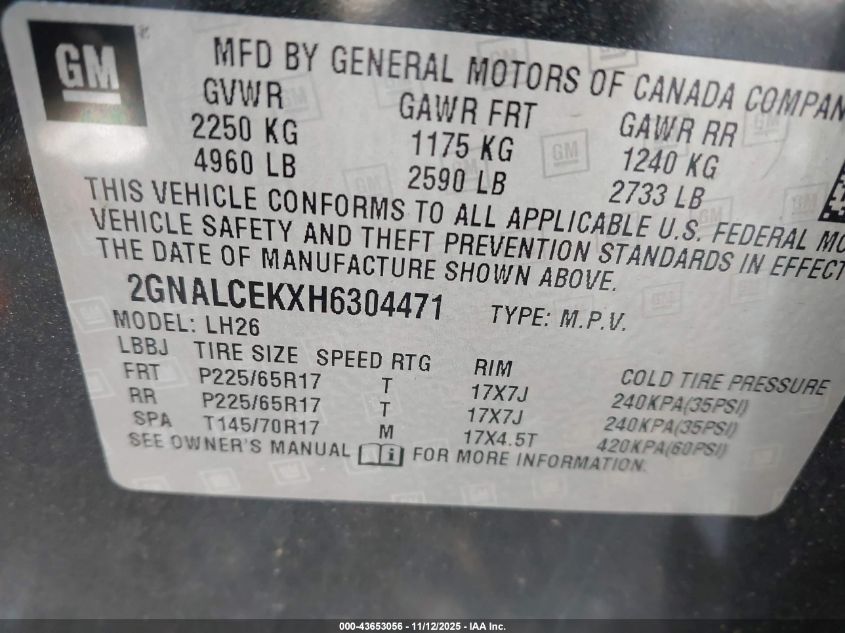 GM
MFD BY GENERAL MOTORS OF CANADA COMPAN
GVWR GAWR FRT GAWR RR
2250 KG 1175 KG 1240 KG
4960 LB 2590 LB 2733 LB
THIS VEHICLE CONFORMS TO ALL APPLICABLE U.S. FEDERAL MO
VEHICLE SAFETY AND THEFT PREVENTION STANDARDS IN EFFECT
THE DATE OF MANUFACTURE SHOWN ABOVE.
2GNALCEKXH6304471 TYPE: M.P.V.
MODEL: LH26
LBBJ TIRE SIZE SPEED RTG RIM COLD TIRE PRESSURE
FRT P225/65R17 T 17X7J 240KPA(35PSI)
RR P225/65R17 T 17X7J 240KPA(35PSI)
SPA T145/70R17 M 17X4.5T 420KPA(60PSI)
SEE OWNER'S MANUAL i FOR MORE INFORMATION.
000-43653056 - 11/12/2025 - IAA Inc.